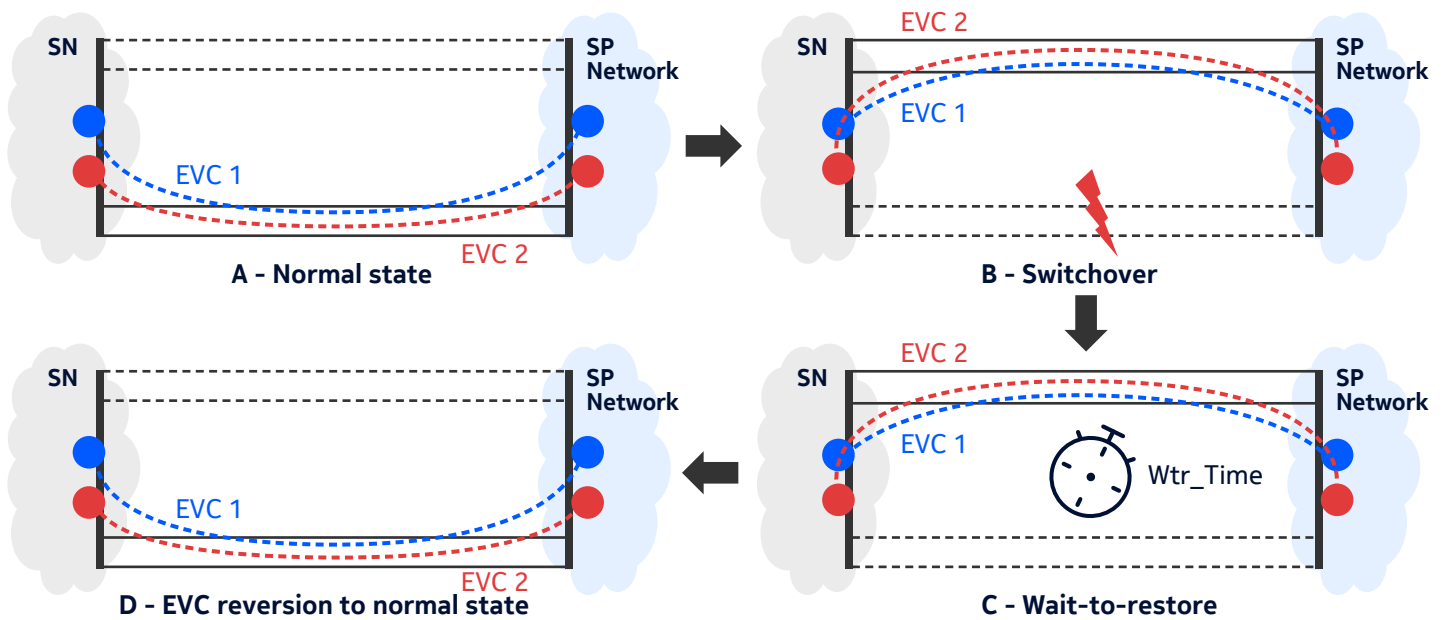 SN
SP
Network
EVC 1
EVC 2
A - Normal state
EVC 2
SN
SP
Network
EVC 1
B - Switchover
SN
SP
Network
EVC 1
EVC 2
D - EVC reversion to normal state
EVC 2
SN
SP
Network
EVC 1
Wtr_Time
C - Wait-to-restore